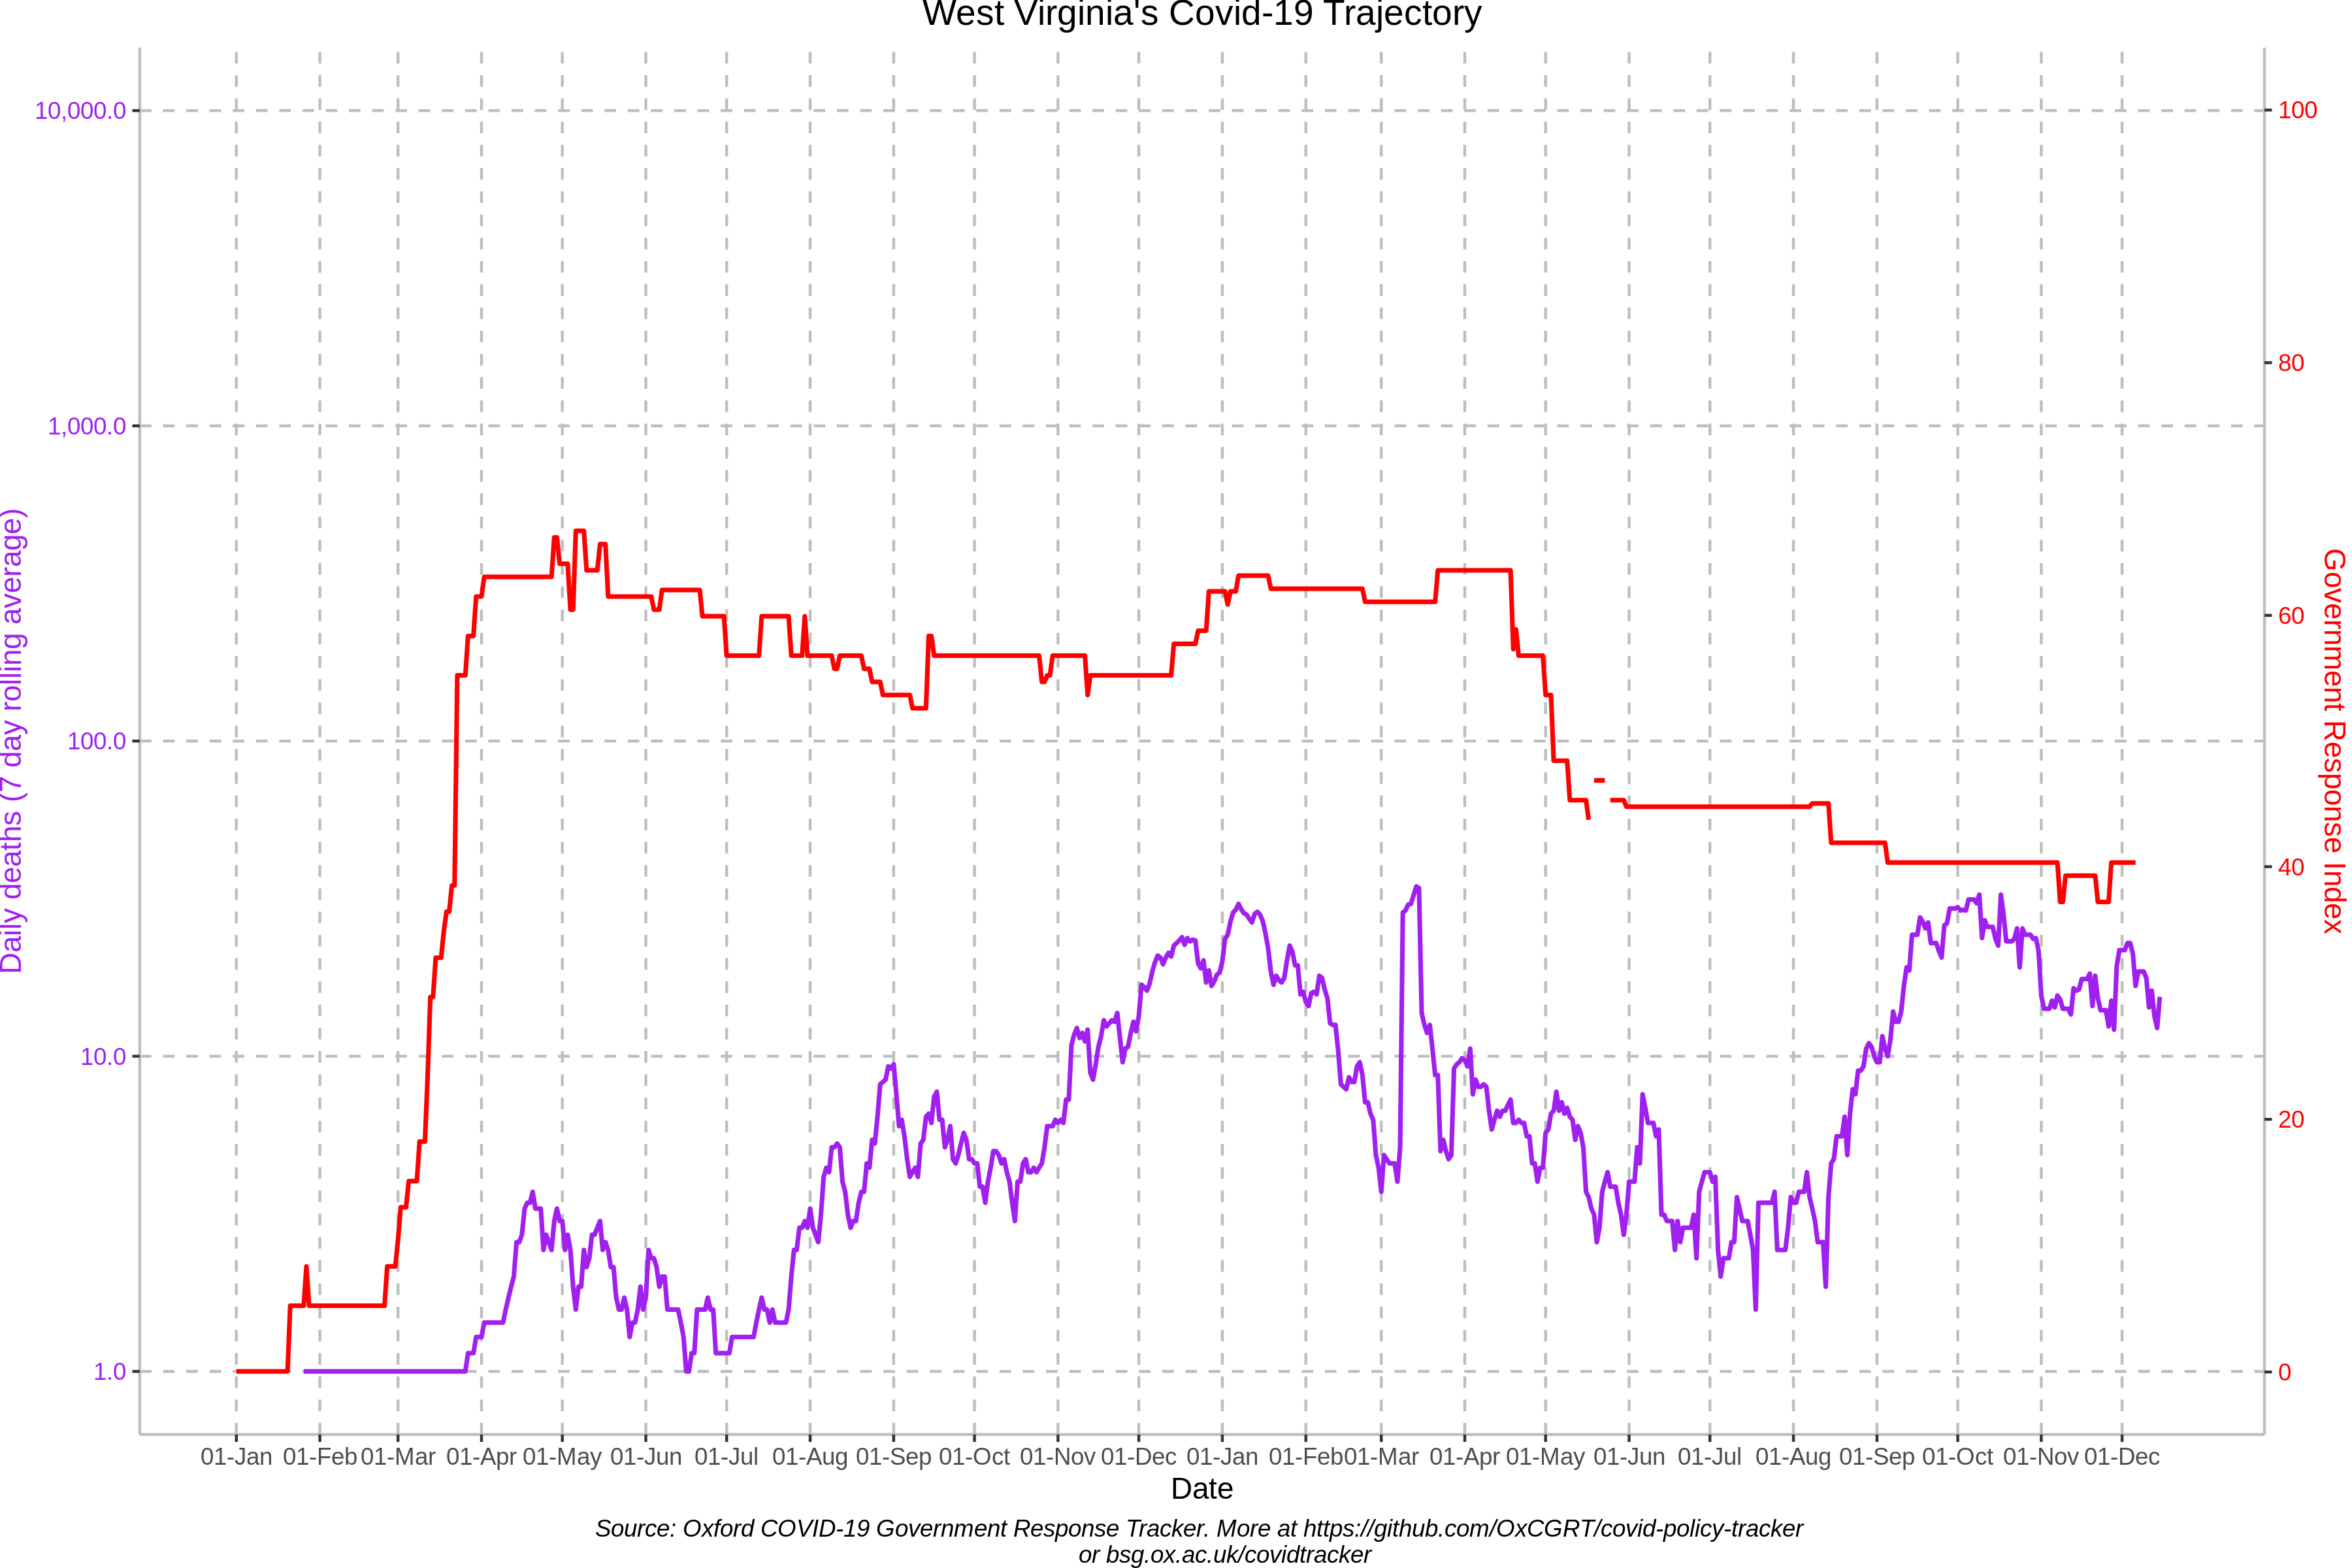 West Virginia's Covid-19 Trajectory
10,000.0
1,000.0
100.0
10.0
1.0
Daily deaths (7 day rolling average)
100
80
60
40
20
0
Government Response Index
01-Jan 01-Feb 01-Mar 01-Apr 01-May 01-Jun 01-Jul 01-Aug 01-Sep 01-Oct 01-Nov 01-Dec 01-Jan 01-Feb 01-Mar 01-Apr 01-May 01-Jun 01-Jul 01-Aug 01-Sep 01-Oct 01-Nov 01-Dec
Date
Source: Oxford COVID-19 Government Response Tracker. More at https://github.com/OxCGRT/covid-policy-tracker
or bsg.ox.ac.uk/covidtracker